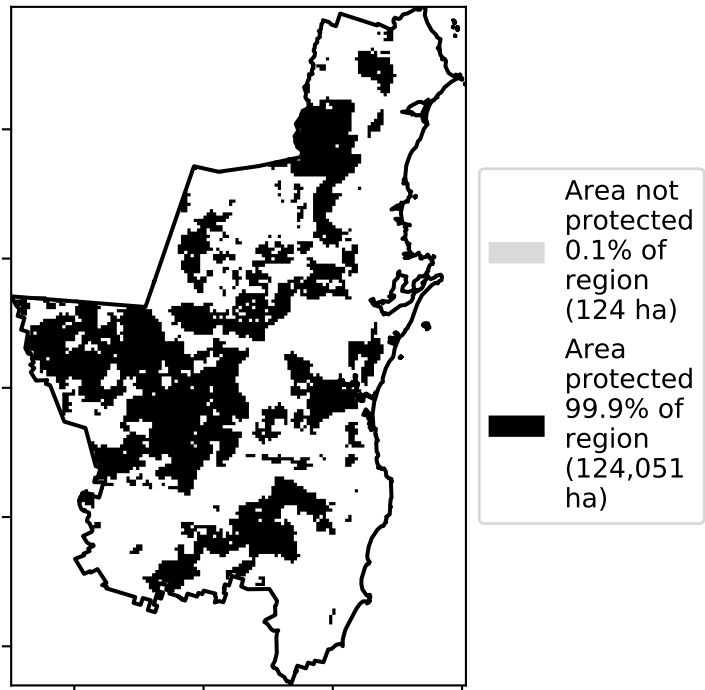 Area not
protected
0.1% of
region
(124 ha)
Area
protected
99.9% of
region
(124,051
ha)